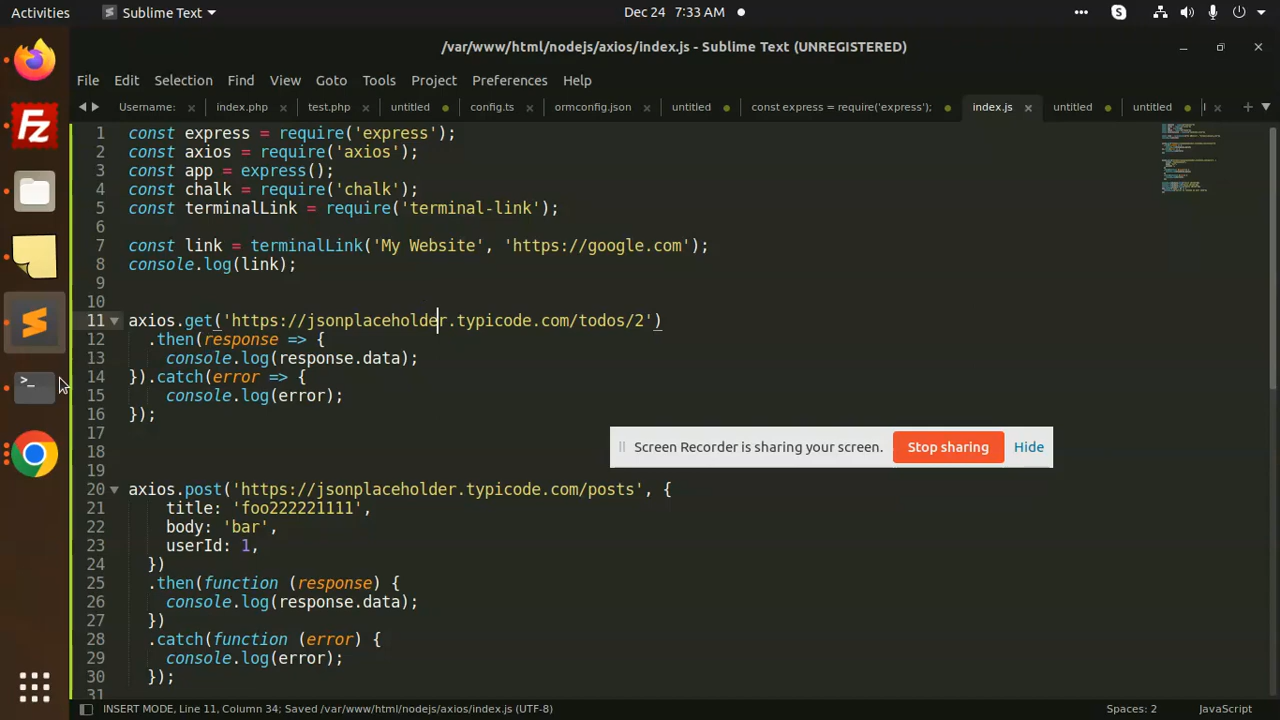 Activities Sublime Text Dec 24 7:33 AM
/var/www/html/nodejs/axios/index.js - Sublime Text (UNREGISTERED)
File Edit Selection Find View Goto Tools Project Preferences Help
Username: index.php test.php untitled config.ts ormconfig.json untitled const express = require('express'); index.js untitled untitled
1 const express = require('express');
2 const axios = require('axios');
3 const app = express();
4 const chalk = require('chalk');
5 const terminalLink = require('terminal-link');
6
7 const link = terminalLink('My Website', 'https://google.com');
8 console.log(link);
9
10
11 axios.get('https://jsonplaceholder.typicode.com/todos/2')
12 .then(response => {
13 console.log(response.data);
14 }).catch(error => {
15 console.log(error);
16 });
17
Screen Recorder is sharing your screen. Stop sharing Hide
18
19
20 axios.post('https://jsonplaceholder.typicode.com/posts', {
21 title: 'foo222221111',
22 body: 'bar',
23 userId: 1,
24 })
25 .then(function (response) {
26 console.log(response.data);
27 })
28 .catch(function (error) {
29 console.log(error);
30 });
31
INSERT MODE, Line 11, Column 34; Saved /var/www/html/nodejs/axios/index.js (UTF-8) Spaces: 2 JavaScript